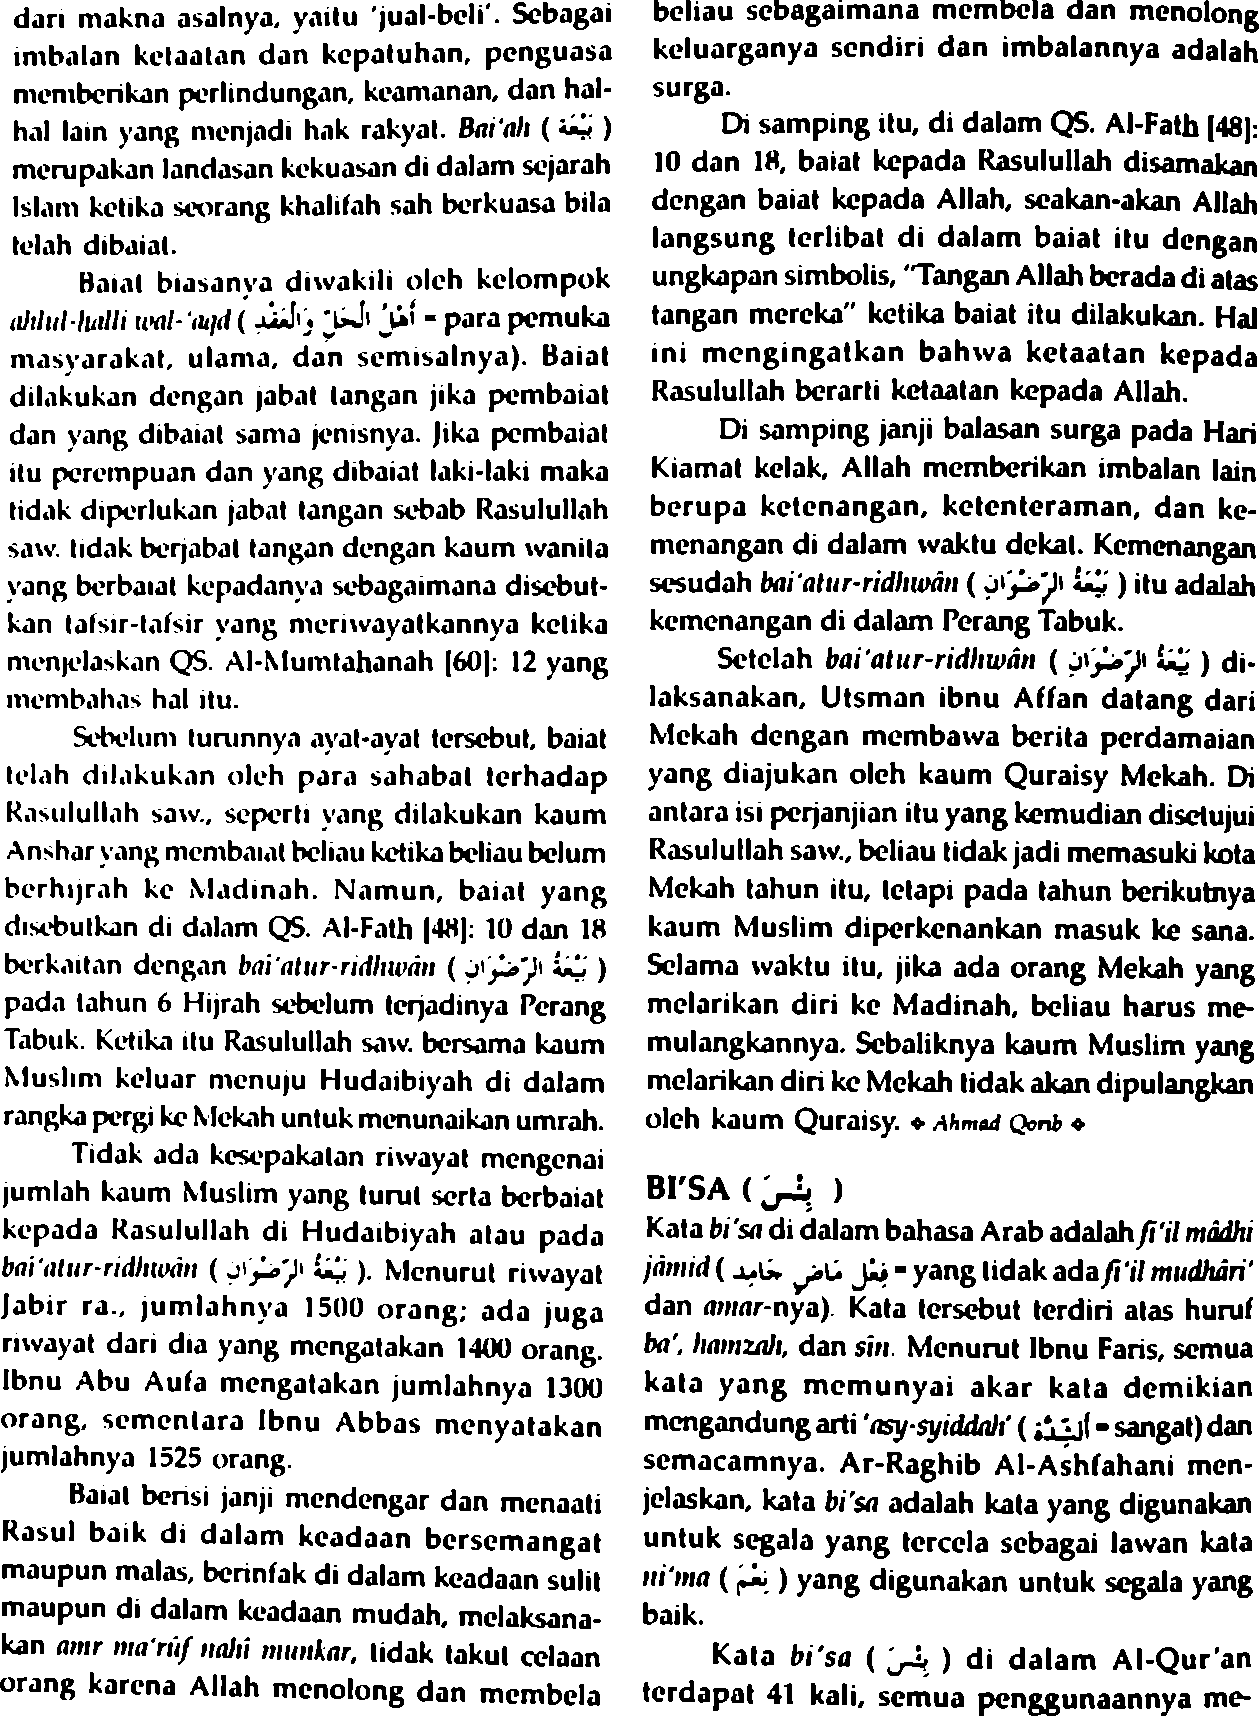 dari makna asalnya, yaitu 'jual-beli'. Sebagai
imbalan ketaatan dan kepatuhan, penguasa
memberikan perlindungan, keamanan, dan hal-
hal lain yang menjadi hak rakyat. Bai'ah ( بَيْعَة )
merupakan landasan kekuasan di dalam sejarah
Islam ketika seorang khalifah sah berkuasa bila
telah dibaiat.
Baiat biasanya diwakili oleh kelompok
ahlul-halli wal-'aqd ( أَهْلُ الْحَلِّ وَالْعَقْدِ = para pemuka
masyarakat, ulama, dan semisalnya). Baiat
dilakukan dengan jabat tangan jika pembaiat
dan yang dibaiat sama jenisnya. Jika pembaiat
itu perempuan dan yang dibaiat laki-laki maka
tidak diperlukan jabat tangan sebab Rasulullah
saw. tidak berjabat tangan dengan kaum wanita
yang berbaiat kepadanya sebagaimana disebut-
kan tafsir-tafsir yang meriwayatkannya ketika
menjelaskan QS. Al-Mumtahanah [60]: 12 yang
membahas hal itu.
Sebelum turunnya ayat-ayat tersebut, baiat
telah dilakukan oleh para sahabat terhadap
Rasulullah saw., seperti yang dilakukan kaum
Anshar yang membaiat beliau ketika beliau belum
berhijrah ke Madinah. Namun, baiat yang
disebutkan di dalam QS. Al-Fath [48]: 10 dan 18
berkaitan dengan bai'atur-ridhwân ( بَيْعَةُ الرِّضْوَانِ )
pada tahun 6 Hijrah sebelum terjadinya Perang
Tabuk. Ketika itu Rasulullah saw. bersama kaum
Muslim keluar menuju Hudaibiyah di dalam
rangka pergi ke Mekah untuk menunaikan umrah.
Tidak ada kesepakatan riwayat mengenai
jumlah kaum Muslim yang turut serta berbaiat
kepada Rasulullah di Hudaibiyah atau pada
bai'atur-ridhwân ( بَيْعَةُ الرِّضْوَانِ ). Menurut riwayat
Jabir ra., jumlahnya 1500 orang; ada juga
riwayat dari dia yang mengatakan 1400 orang.
Ibnu Abu Aufa mengatakan jumlahnya 1300
orang, sementara Ibnu Abbas menyatakan
jumlahnya 1525 orang.
Baiat berisi janji mendengar dan menaati
Rasul baik di dalam keadaan bersemangat
maupun malas, berinfak di dalam keadaan sulit
maupun di dalam keadaan mudah, melaksana-
kan amr ma'rûf nahî munkar, tidak takut celaan
orang karena Allah menolong dan membela
beliau sebagaimana membela dan menolong
keluarganya sendiri dan imbalannya adalah
surga.
Di samping itu, di dalam QS. Al-Fath [48]:
10 dan 18, baiat kepada Rasulullah disamakan
dengan baiat kepada Allah, seakan-akan Allah
langsung terlibat di dalam baiat itu dengan
ungkapan simbolis, "Tangan Allah berada di atas
tangan mereka" ketika baiat itu dilakukan. Hal
ini mengingatkan bahwa ketaatan kepada
Rasulullah berarti ketaatan kepada Allah.
Di samping janji balasan surga pada Hari
Kiamat kelak, Allah memberikan imbalan lain
berupa ketenangan, ketenteraman, dan ke-
menangan di dalam waktu dekat. Kemenangan
sesudah bai'atur-ridhwân ( بَيْعَةُ الرِّضْوَانِ ) itu adalah
kemenangan di dalam Perang Tabuk.
Setelah bai'atur-ridhwân ( بَيْعَةُ الرِّضْوَانِ ) di-
laksanakan, Utsman ibnu Affan datang dari
Mekah dengan membawa berita perdamaian
yang diajukan oleh kaum Quraisy Mekah. Di
antara isi perjanjian itu yang kemudian disetujui
Rasulullah saw., beliau tidak jadi memasuki kota
Mekah tahun itu, tetapi pada tahun berikutnya
kaum Muslim diperkenankan masuk ke sana.
Selama waktu itu, jika ada orang Mekah yang
melarikan diri ke Madinah, beliau harus me-
mulangkannya. Sebaliknya kaum Muslim yang
melarikan diri ke Mekah tidak akan dipulangkan
oleh kaum Quraisy. ❖ Ahmad Qorib ❖
BI'SA ( بِئْسَ )
Kata bi'sa di dalam bahasa Arab adalah fi'il mâdhi
jâmid ( فِعْل مَاضِى جَامِد = yang tidak ada fi'il mudhâri'
dan amar-nya). Kata tersebut terdiri atas huruf
ba', hamzah, dan sîn. Menurut Ibnu Faris, semua
kata yang memunyai akar kata demikian
mengandung arti 'asy-syiddah' ( اَلشِّدَّةُ = sangat) dan
semacamnya. Ar-Raghib Al-Ashfahani men-
jelaskan, kata bi'sa adalah kata yang digunakan
untuk segala yang tercela sebagai lawan kata
ni'ma ( نِعْمَ ) yang digunakan untuk segala yang
baik.
Kata bi'sa ( بِئْسَ ) di dalam Al-Qur'an
terdapat 41 kali, semua penggunaannya me-